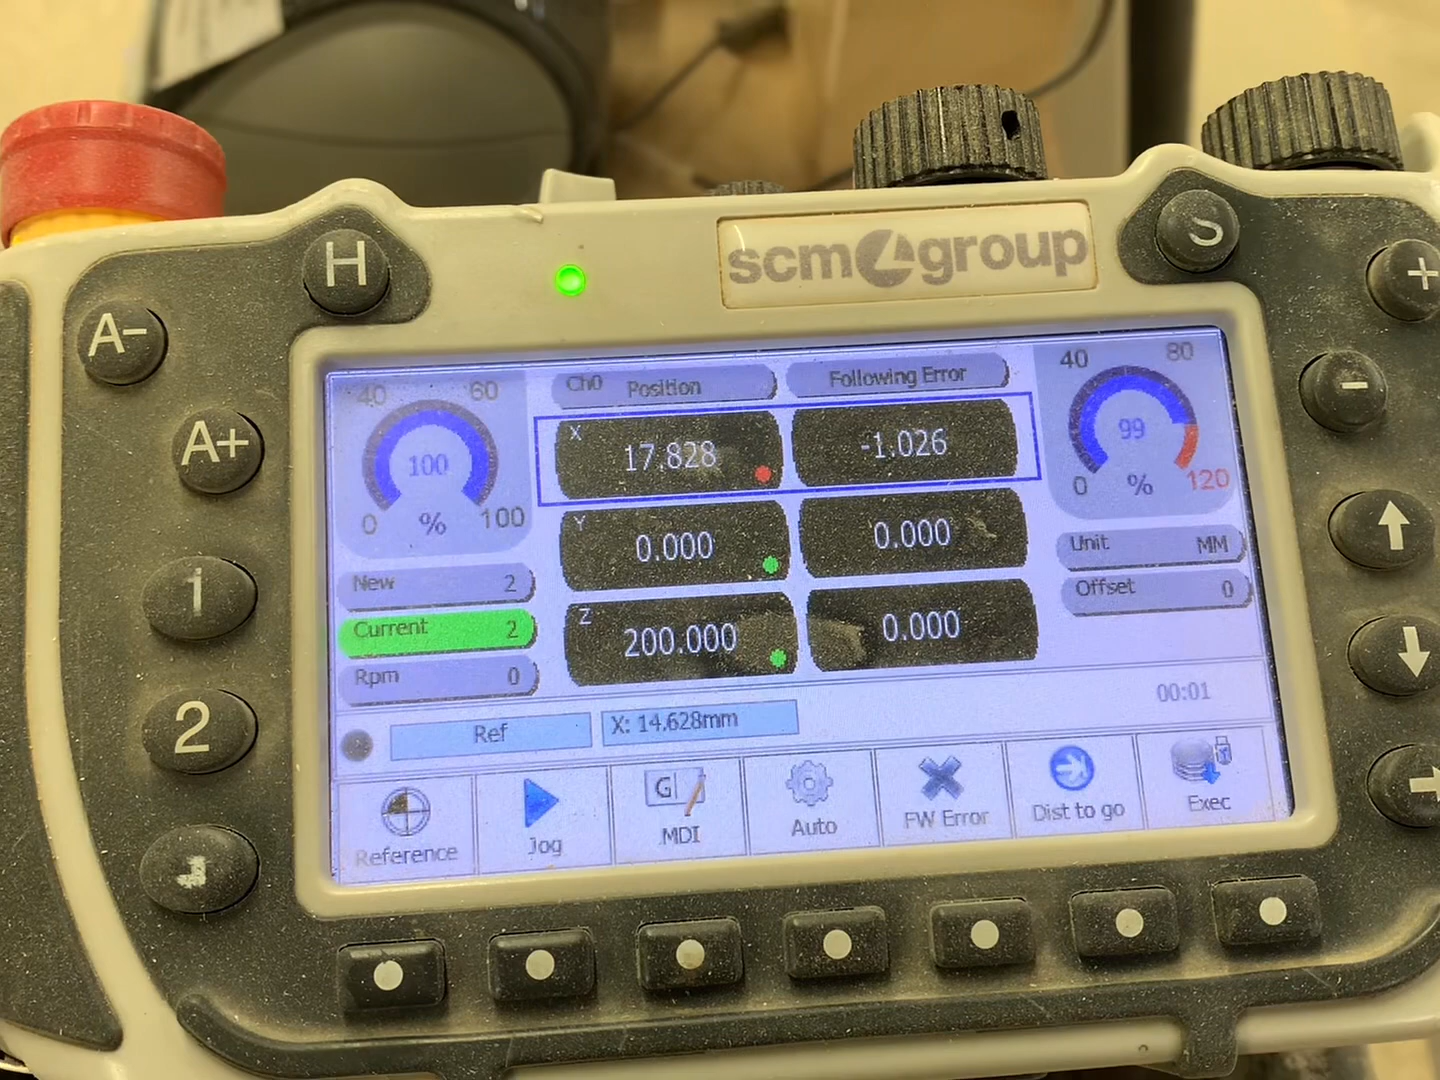 H
scm group
S
A-
+
-
A+
1
2
40 60
100
0 % 100
Ch0 Position
Following Error
X 17.828
-1.026
Y 0.000
0.000
Z 200.000
0.000
40 80
99
0 % 120
New 2
Current 2
Rpm 0
Unit MM
Offset 0
00:01
Ref
X: 14.628mm
Reference
Jog
G
MDI
Auto
FW Error
Dist to go
Exec